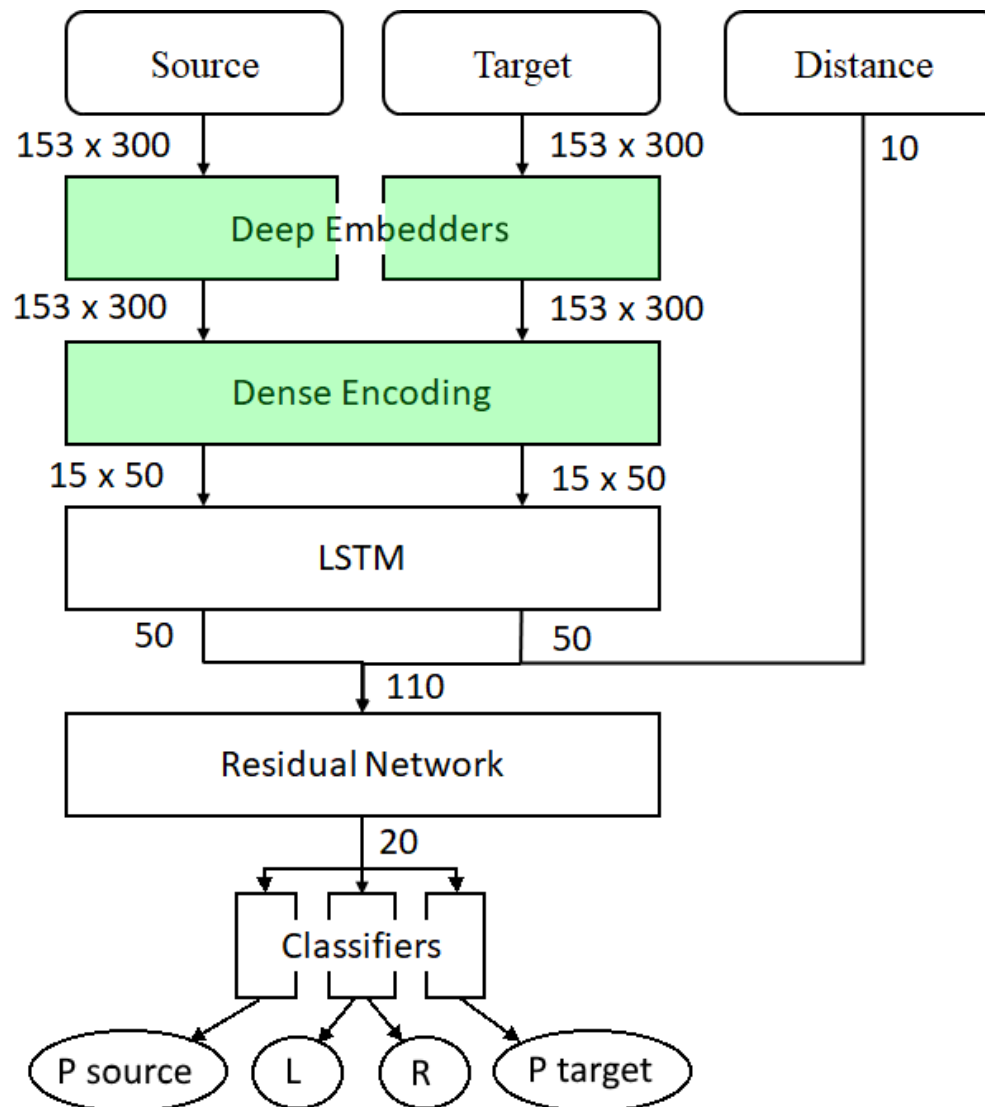 Source Target Distance
153 x 300 153 x 300 10
Deep Embedders
153 x 300 153 x 300
Dense Encoding
15 x 50 15 x 50
LSTM
50 50
110
Residual Network
20
Classifiers
P source L R P target